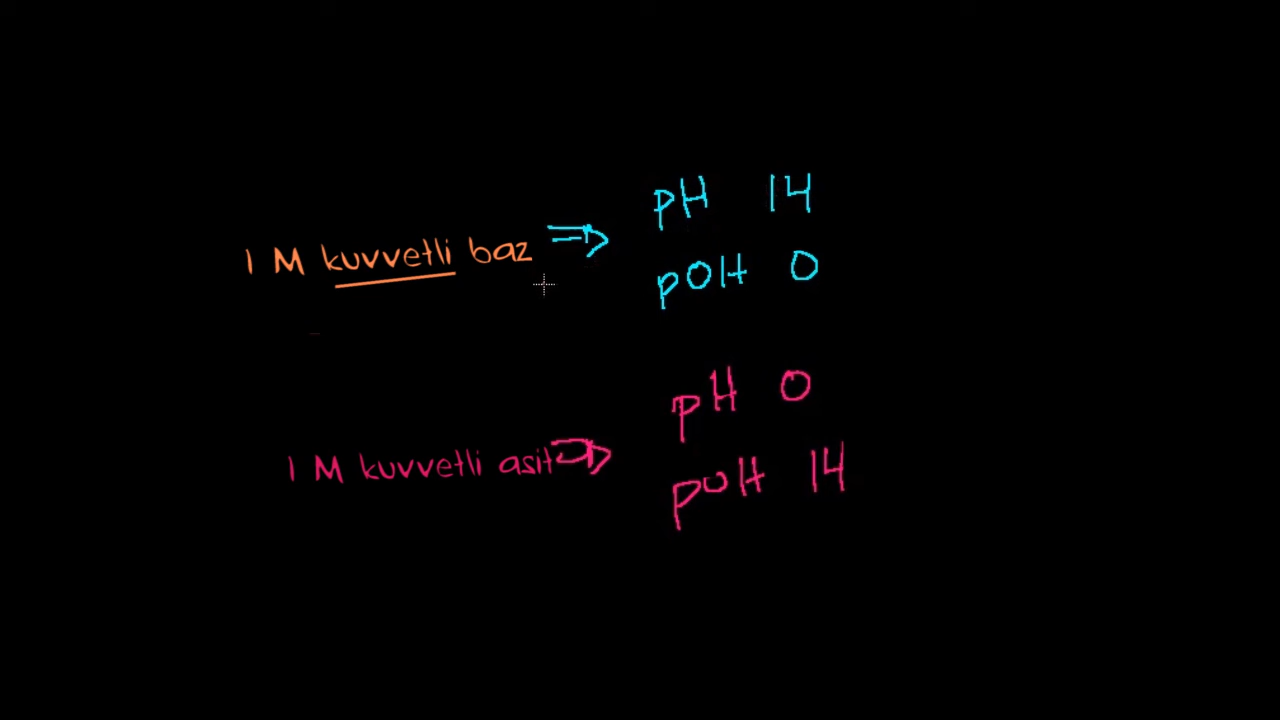 1 M kuvvetli baz ⇒
pH 14
pOH 0
1 M kuvvetli asit ⇒
pH 0
pOH 14